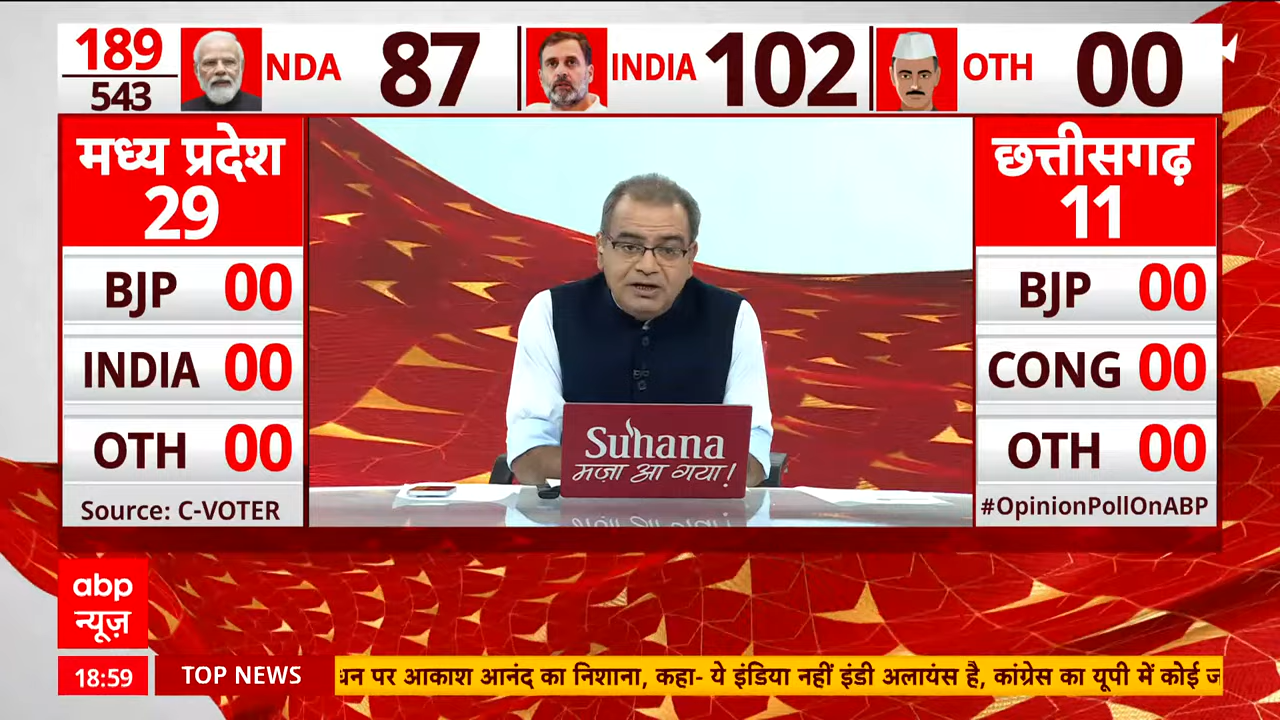 189
543
NDA 87
INDIA 102
OTH 00
मध्य प्रदेश
29
BJP 00
INDIA 00
OTH 00
Source: C-VOTER
Suhana
मज़ा आ गया!
छत्तीसगढ़
11
BJP 00
CONG 00
OTH 00
#OpinionPollOnABP
abp
न्यूज़
18:59 TOP NEWS पर आकाश आनंद का निशाना, कहा- ये इंडिया नहीं इंडी अलायंस है, कांग्रेस का यूपी में कोई